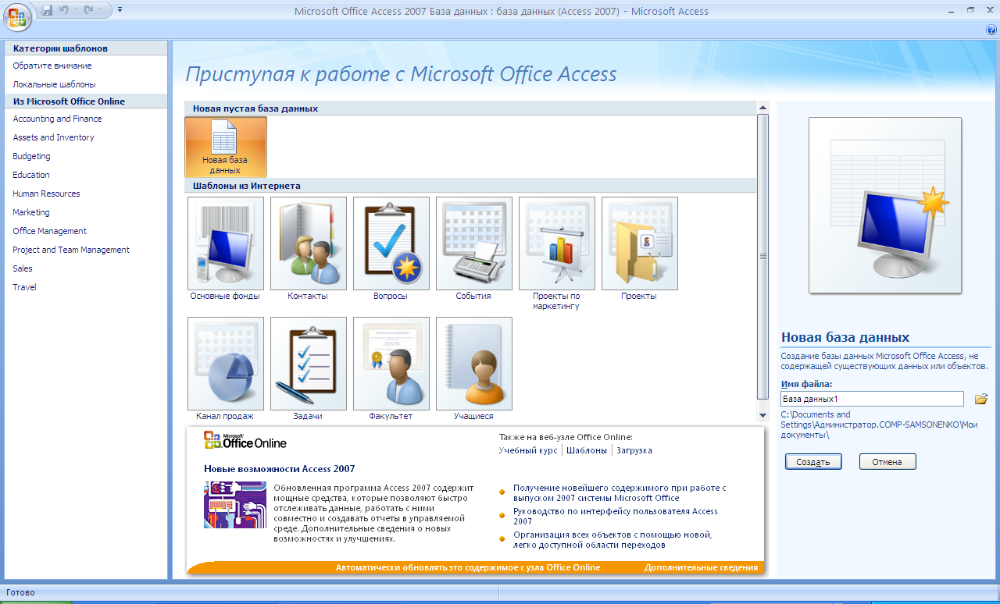 Microsoft Office Access 2007 База данных : база данных (Access 2007) - Microsoft Access
Категории шаблонов
Обратите внимание
Локальные шаблоны
Из Microsoft Office Online
Accounting and Finance
Assets and Inventory
Budgeting
Education
Human Resources
Marketing
Office Management
Project and Team Management
Sales
Travel
Приступая к работе с Microsoft Office Access
Новая пустая база данных
Новая база
данных
Шаблоны из Интернета
Основные фонды
Контакты
Вопросы
События
Проекты по
маркетингу
Проекты
Канал продаж
Задачи
Факультет
Учащиеся
Microsoft
Office Online
Новые возможности Access 2007
Обновленная программа Access 2007 содержит
мощные средства, которые позволяют быстро
отслеживать данные, работать с ними
совместно и создавать отчеты в управляемой
среде. Дополнительные сведения о новых
возможностях и улучшениях.
Также на веб-узле Office Online:
Учебный курс | Шаблоны | Загрузка
Получение новейшего содержимого при работе с
выпуском 2007 системы Microsoft Office
Руководство по интерфейсу пользователя Access
2007
Организация всех объектов с помощью новой,
легко доступной области переходов
Автоматически обновлять это содержимое с узла Office Online
Дополнительные сведения
Новая база данных
Создание базы данных Microsoft Office Access, не
содержащей существующих данных или объектов.
Имя файла:
База данных1
C:\Documents and
Settings\Администратор.COMP-SAMSONENKO\Мои
документы\
Создать
Отмена
Готово